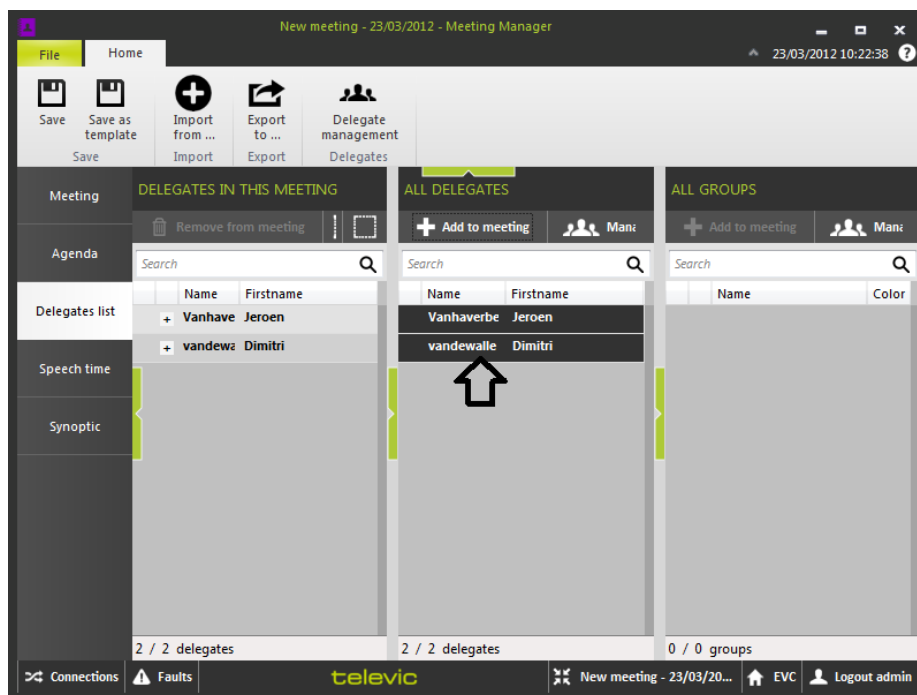 New meeting - 23/03/2012 - Meeting Manager
File Home 23/03/2012 10:22:38 ?
Save Save as template Import from ... Export to ... Delegate management
Save Import Export Delegates
Meeting
Agenda
Delegates list
Speech time
Synoptic
DELEGATES IN THIS MEETING
Remove from meeting
Search
Name Firstname
+ Vanhave Jeroen
+ vandewa Dimitri
2 / 2 delegates
ALL DELEGATES
Add to meeting Mana
Search
Name Firstname
Vanhaverbe Jeroen
vandewalle Dimitri
2 / 2 delegates
ALL GROUPS
Add to meeting Mana
Search
Name Color
0 / 0 groups
Connections Faults televic New meeting - 23/03/20... EVC Logout admin